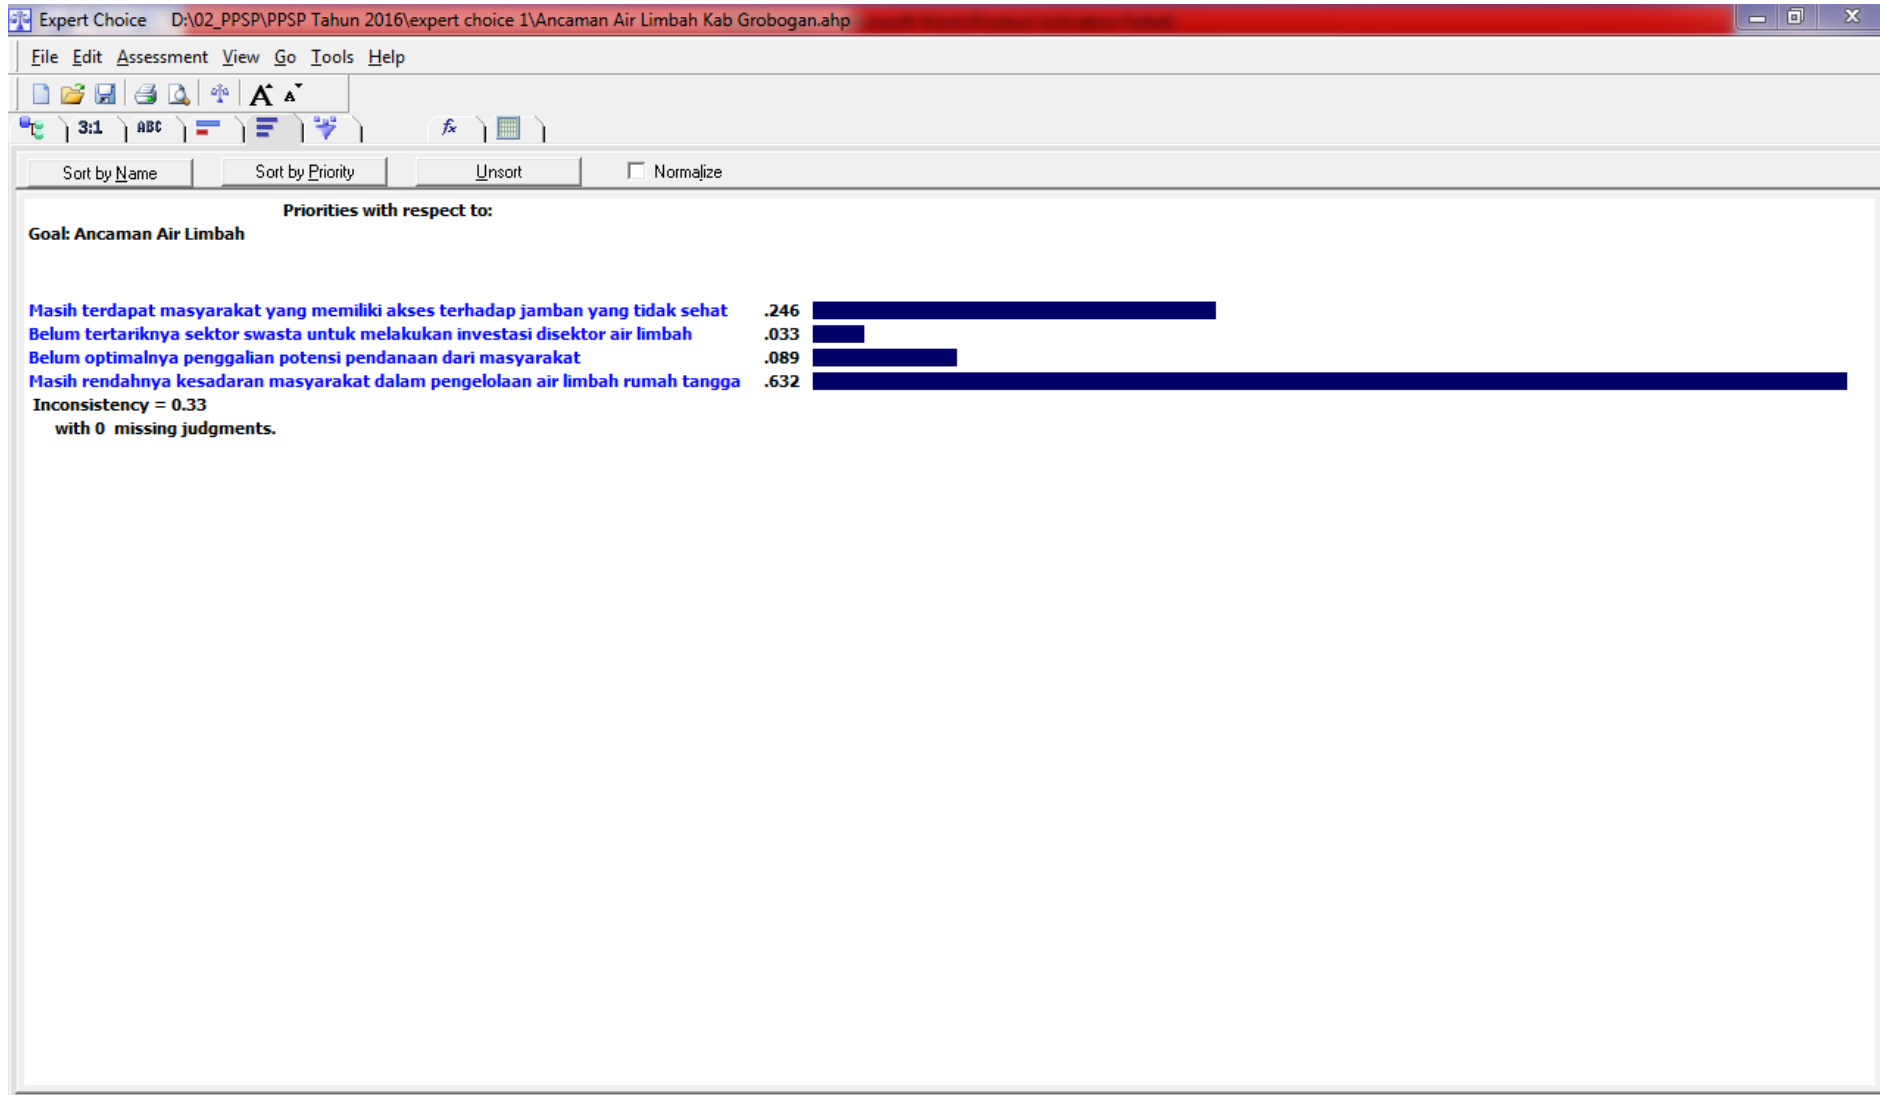 Expert Choice D:\02_PPSP\PPSP Tahun 2016\expert choice 1\Ancaman Air Limbah Kab Grobogan.ahp
File Edit Assessment View Go Tools Help
A A
3:1 ABC fx
Sort by Name Sort by Priority Unsort Normalize
Priorities with respect to:
Goal: Ancaman Air Limbah
Masih terdapat masyarakat yang memiliki akses terhadap jamban yang tidak sehat .246
Belum tertariknya sektor swasta untuk melakukan investasi disektor air limbah .033
Belum optimalnya penggalian potensi pendanaan dari masyarakat .089
Masih rendahnya kesadaran masyarakat dalam pengelolaan air limbah rumah tangga .632
Inconsistency = 0.33
with 0 missing judgments.